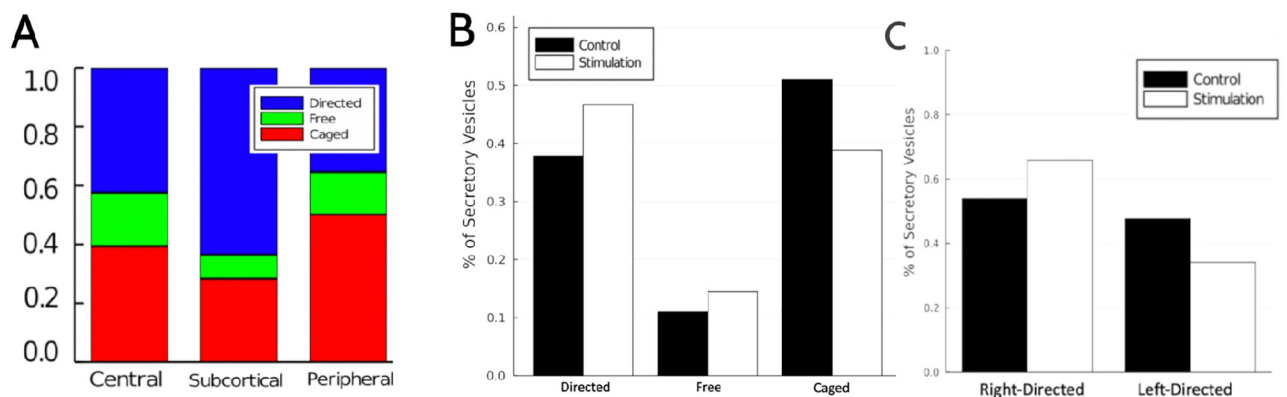 A
1.0
0.8
0.6
0.4
0.2
0.0
Directed
Free
Caged
Central
Subcortical
Peripheral
B
% of Secretory Vesicles
0.6
0.5
0.4
0.3
0.2
0.1
0.0
Control
Stimulation
Directed
Free
Caged
C
% of Secretory Vesicles
1.0
0.8
0.6
0.4
0.2
0.0
Control
Stimulation
Right-Directed
Left-Directed